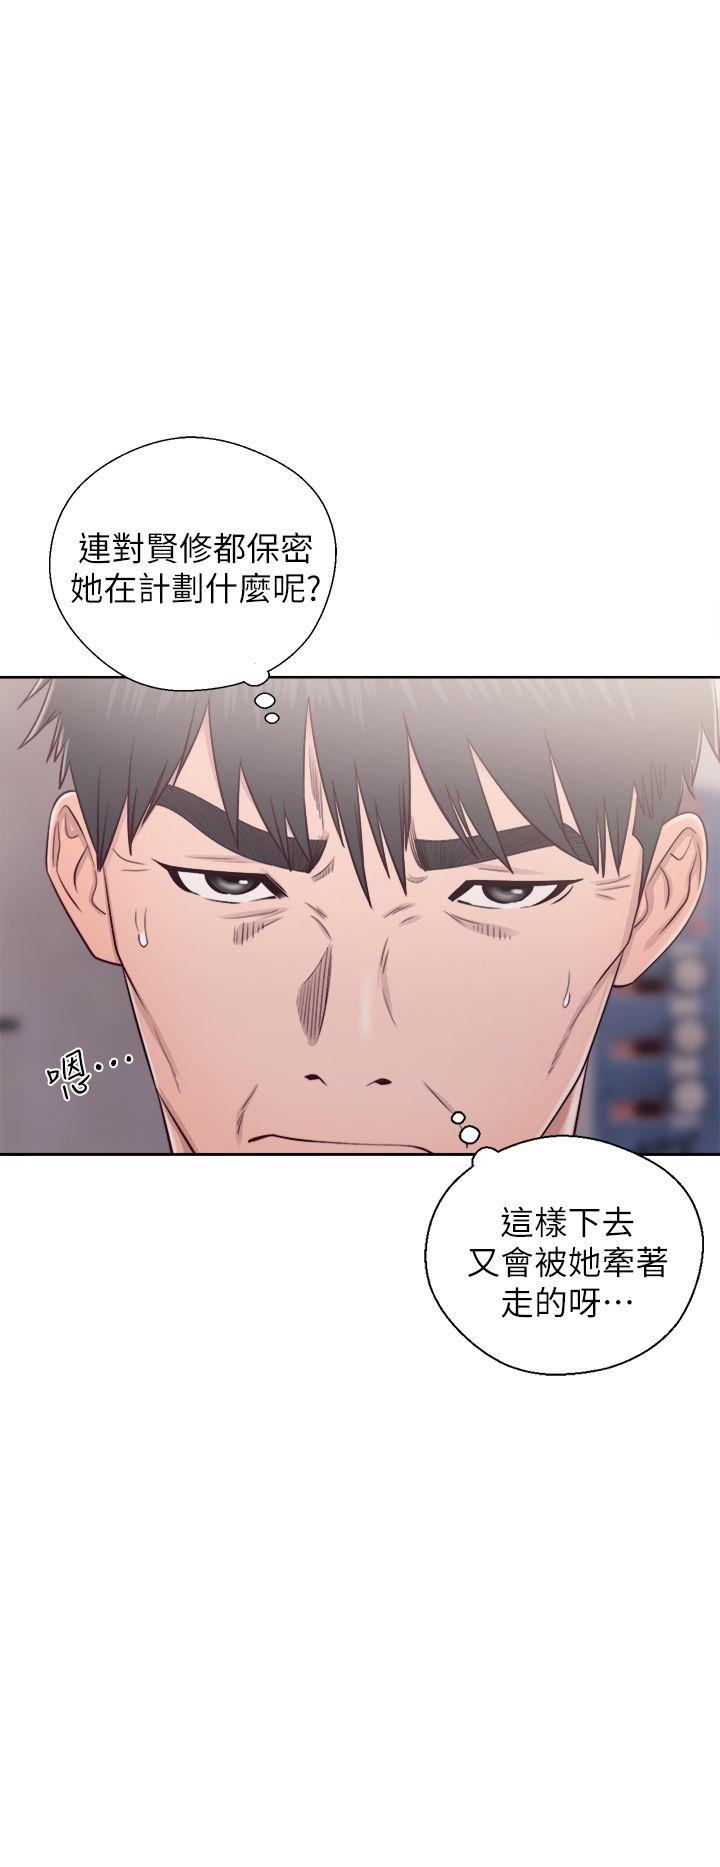 連對賢修都保密
她在計劃什麼呢?
嗯…
這樣下去
又會被她牽著
走的呀…